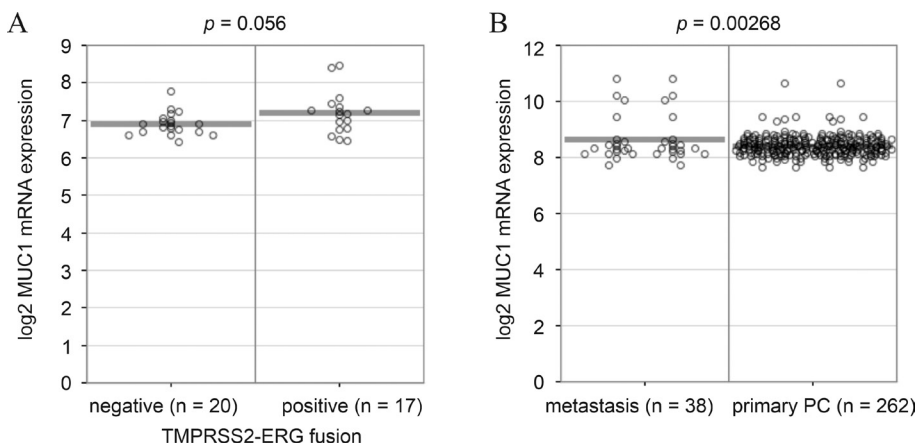 A
p = 0.056
log2 MUC1 mRNA expression
9
8
7
6
5
4
3
2
1
0
negative (n = 20)
positive (n = 17)
TMPRSS2-ERG fusion
B
p = 0.00268
log2 MUC1 mRNA expression
12
10
8
6
4
2
0
metastasis (n = 38)
primary PC (n = 262)